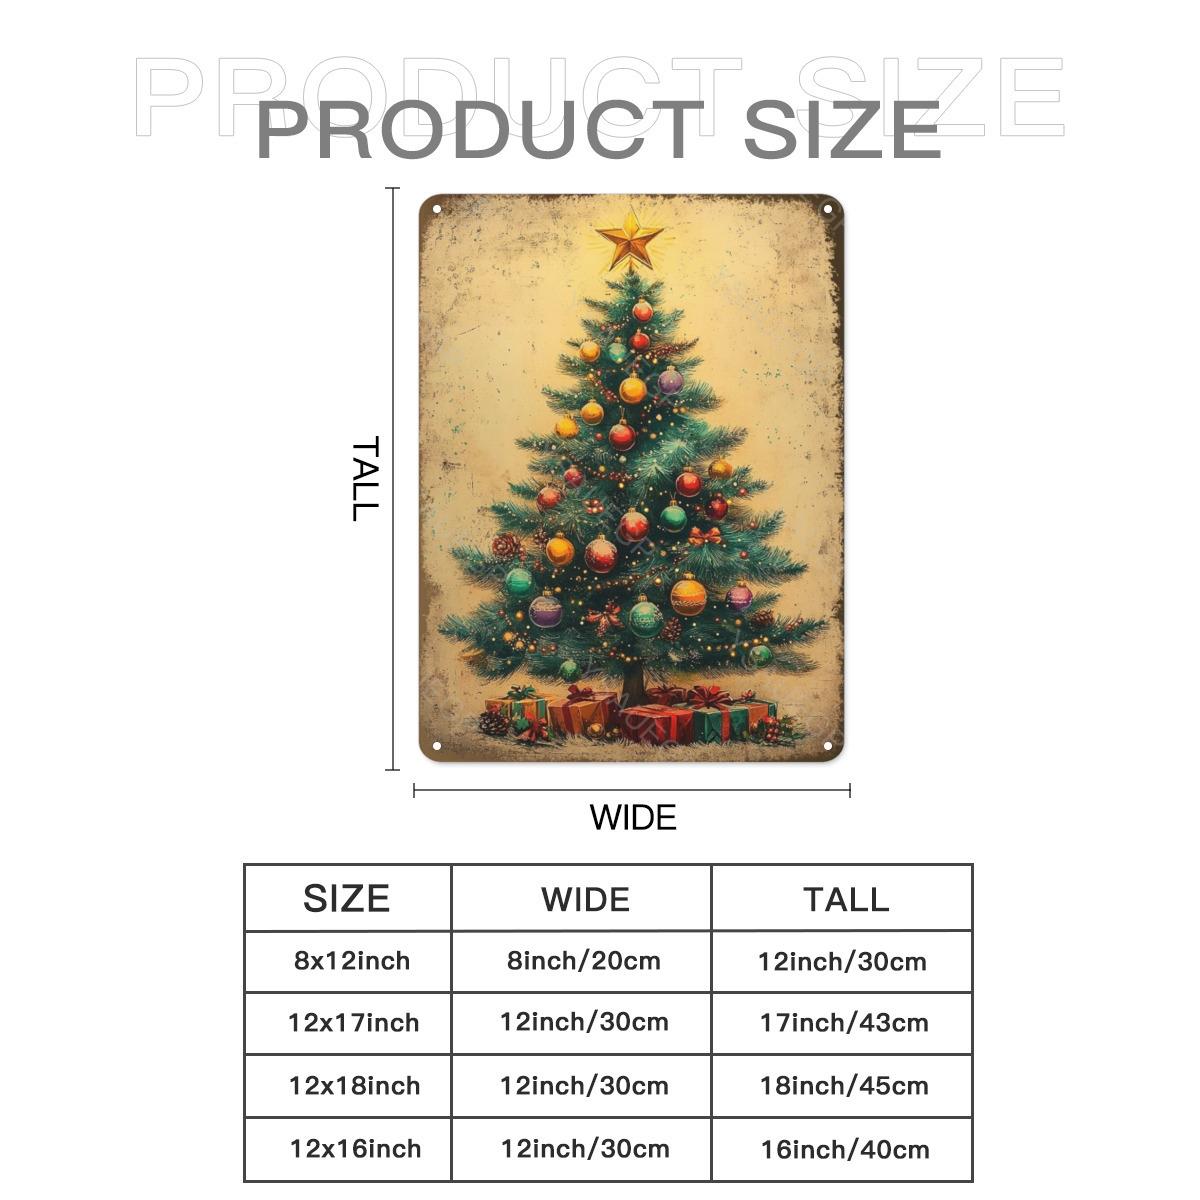 PRODUCT SIZE
PRODUCT SIZE
TALL
WIDE
SIZE WIDE TALL
8x12inch 8inch/20cm 12inch/30cm
12x17inch 12inch/30cm 17inch/43cm
12x18inch 12inch/30cm 18inch/45cm
12x16inch 12inch/30cm 16inch/40cm